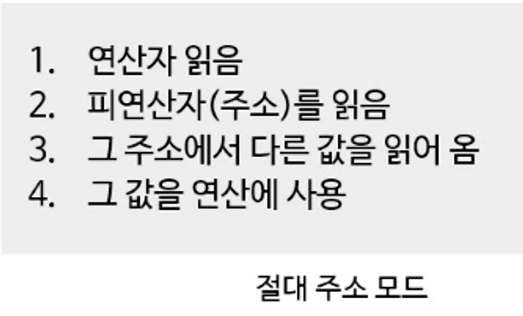 1. 연산자 읽음
2. 피연산자(주소)를 읽음
3. 그 주소에서 다른 값을 읽어 옴
4. 그 값을 연산에 사용
절대 주소 모드